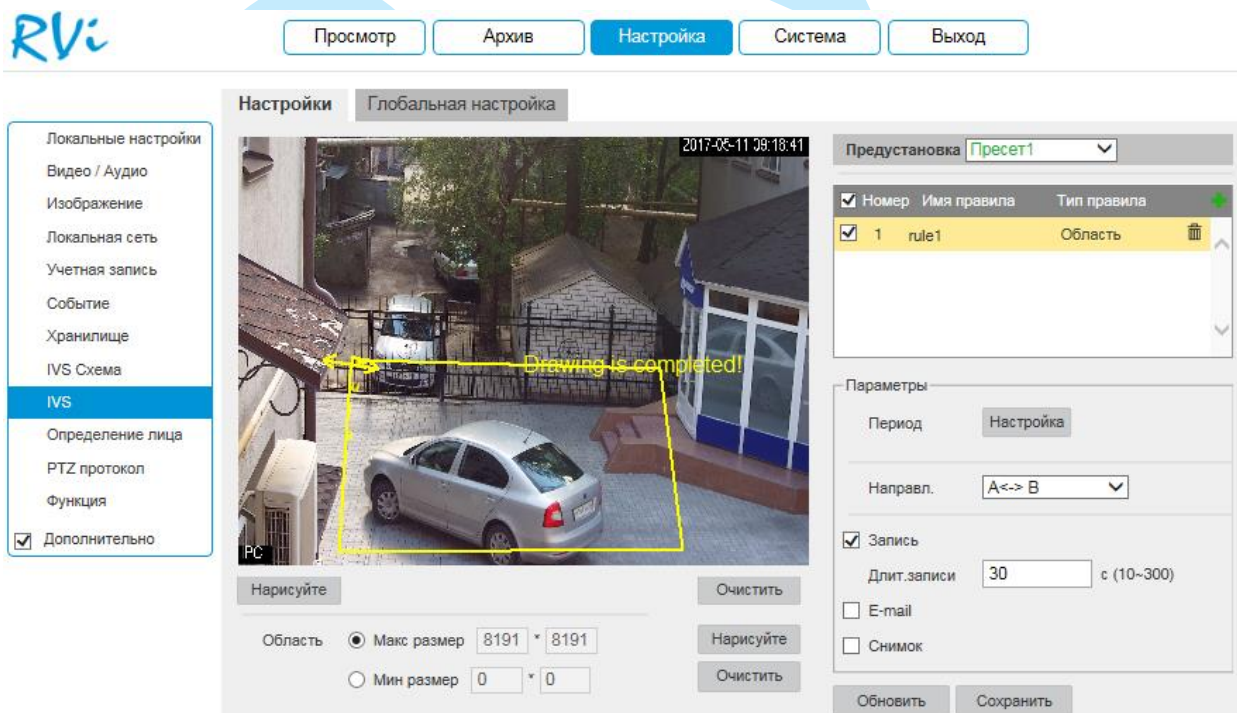 RVi
Просмотр Архив Настройка Система Выход
Настройки Глобальная настройка
Локальные настройки
Видео / Аудио
Изображение
Локальная сеть
Учетная запись
Событие
Хранилище
IVS Схема
IVS
Определение лица
PTZ протокол
Функция
Дополнительно
2017-05-11 09:18:41
Drawing is completed!
PC
Нарисуйте Очистить
Область Макс размер 8191 * 8191 Нарисуйте
Мин размер 0 * 0 Очистить
Предустановка Пресет1
Номер Имя правила Тип правила
1 rule1 Область
Параметры
Период Настройка
Направл. A<-> B
Запись
Длит.записи 30 с (10~300)
E-mail
Снимок
Обновить Сохранить